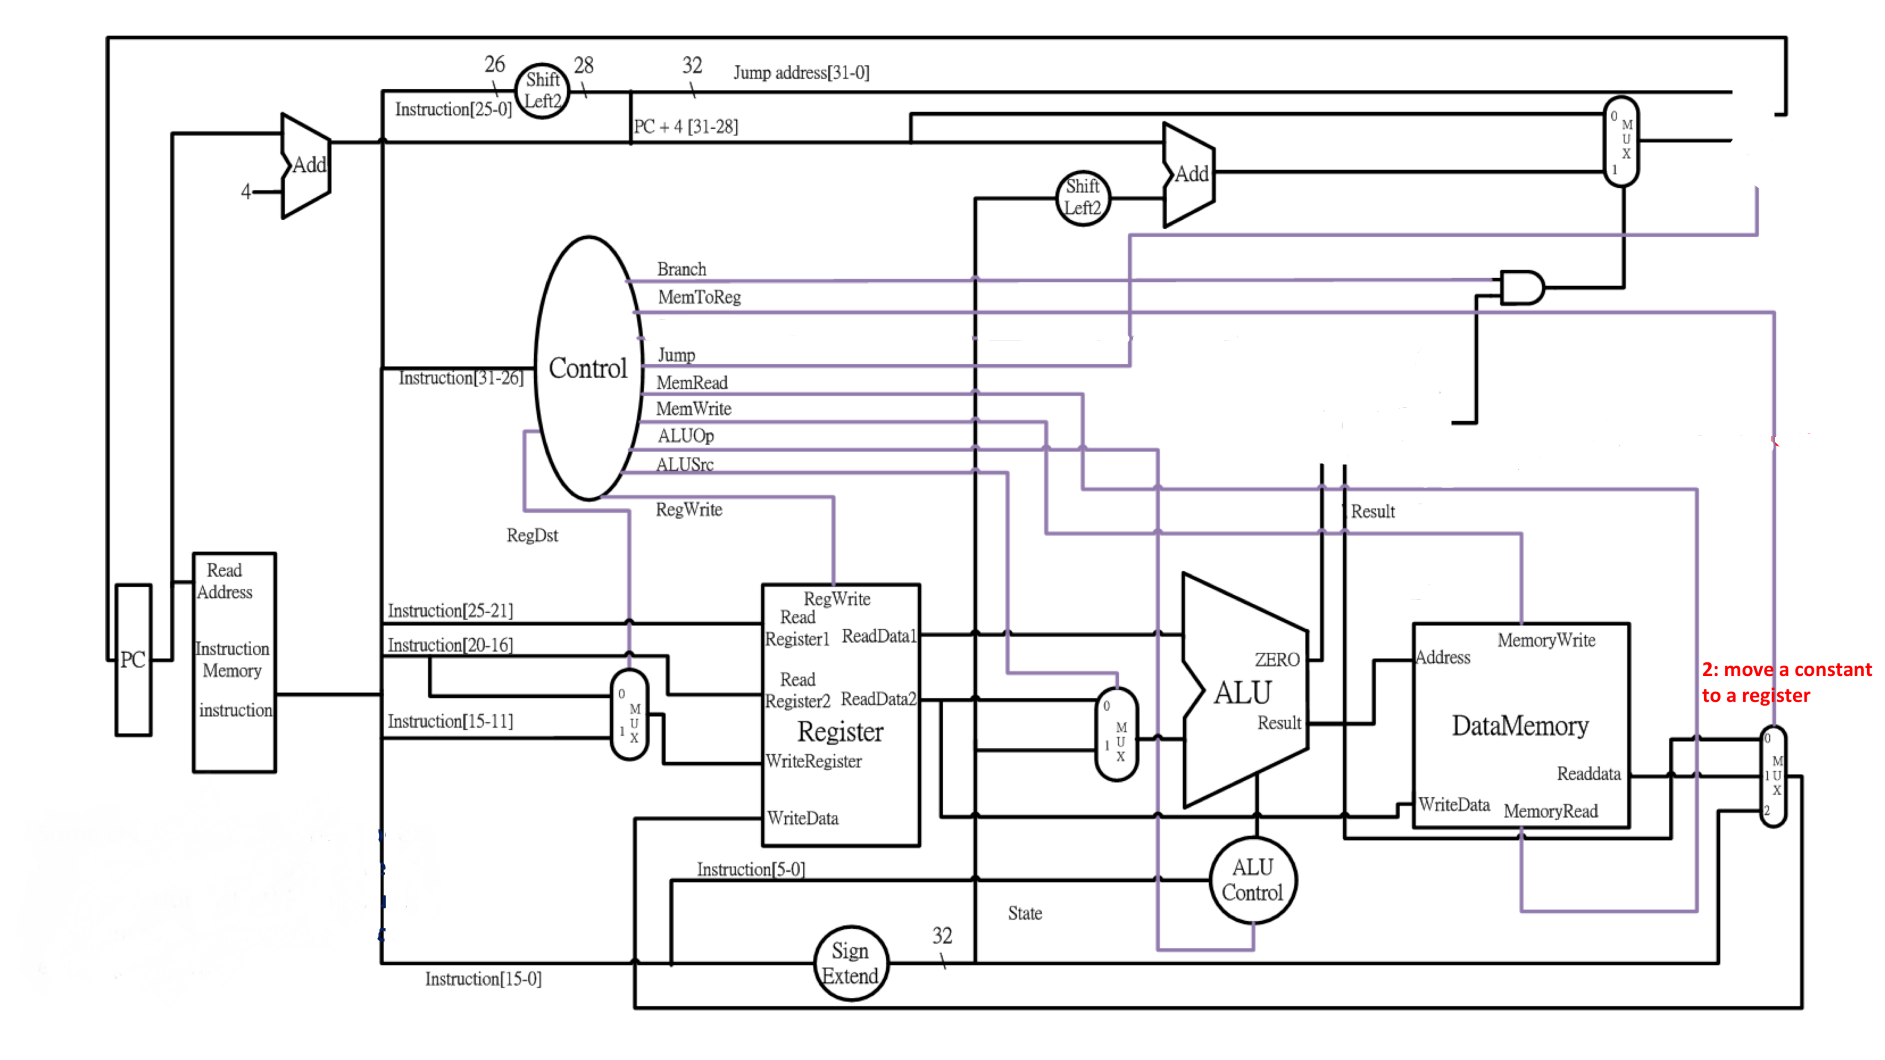 26
Shift
Left2
28
32
Jump address[31-0]
Instruction[25-0]
PC + 4 [31-28]
0
M
U
X
1
Add
4
Add
Shift
Left2
Branch
MemToReg
Control
Jump
Instruction[31-26]
MemRead
MemWrite
ALUOp
ALUSrc
RegWrite
RegDst
Result
Read
Address
Instruction
Memory
instruction
PC
Instruction[25-21]
Instruction[20-16]
Instruction[15-11]
0
M
U
1
X
RegWrite
Read
Register1
ReadData1
Read
Register2
ReadData2
Register
WriteRegister
WriteData
0
M
1
U
X
ZERO
ALU
Result
MemoryWrite
Address
DataMemory
Readdata
WriteData
MemoryRead
2: move a constant
to a register
0
M
1
U
X
2
Instruction[5-0]
ALU
Control
State
Sign
Extend
32
Instruction[15-0]